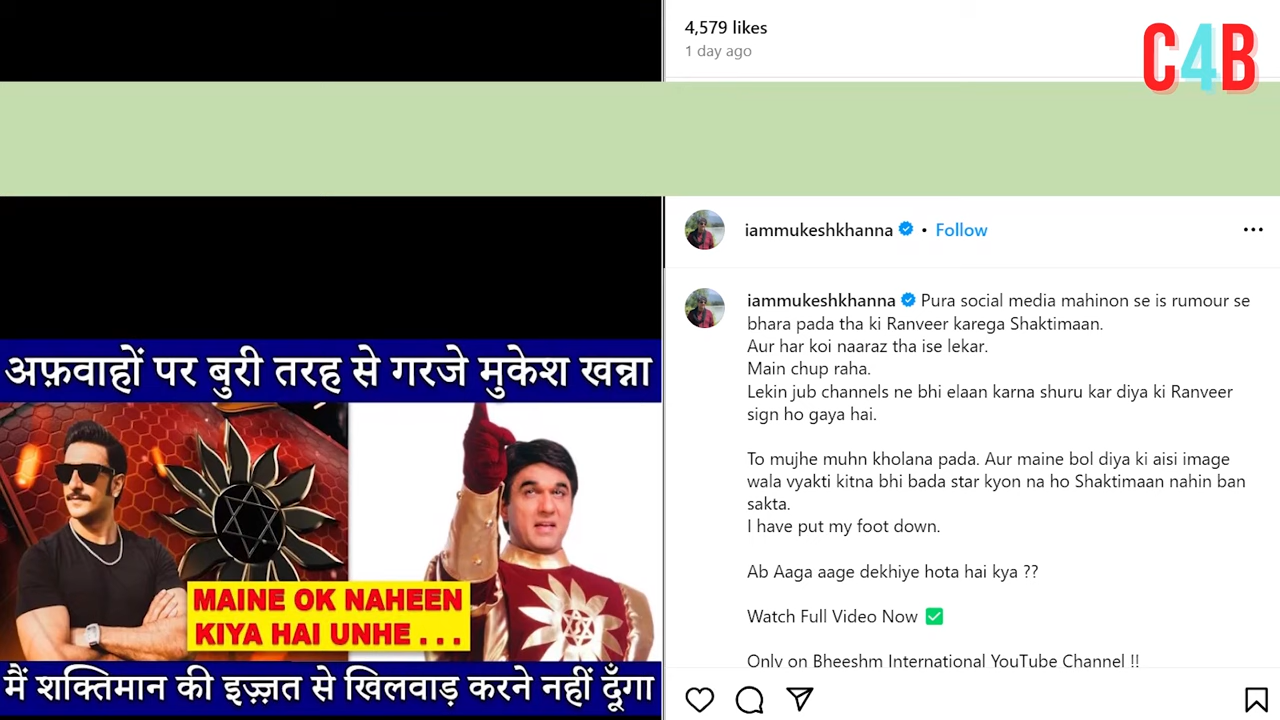 4,579 likes
1 day ago
C4B
iammukeshkhanna • Follow
अफ़वाहों पर बुरी तरह से गरजे मुकेश खन्ना
MAINE OK NAHEEN
KIYA HAI UNHE . . .
मैं शक्तिमान की इज़्ज़त से खिलवाड़ करने नहीं दूँगा
iammukeshkhanna Pura social media mahinon se is rumour se
bhara pada tha ki Ranveer karega Shaktimaan.
Aur har koi naaraz tha ise lekar.
Main chup raha.
Lekin jub channels ne bhi elaan karna shuru kar diya ki Ranveer
sign ho gaya hai.
To mujhe muhn kholana pada. Aur maine bol diya ki aisi image
wala vyakti kitna bhi bada star kyon na ho Shaktimaan nahin ban
sakta.
I have put my foot down.
Ab Aaga aage dekhiye hota hai kya ??
Watch Full Video Now ✅
Only on Bheeshm International YouTube Channel !!